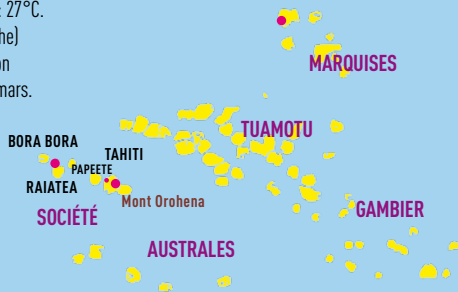 27°C.
he)
on
mars.
MARQUISES
TUAMOTU
BORA BORA
TAHITI
PAPEETE
RAIATEA
Mont Orohena
SOCIÉTÉ
GAMBIER
AUSTRALES